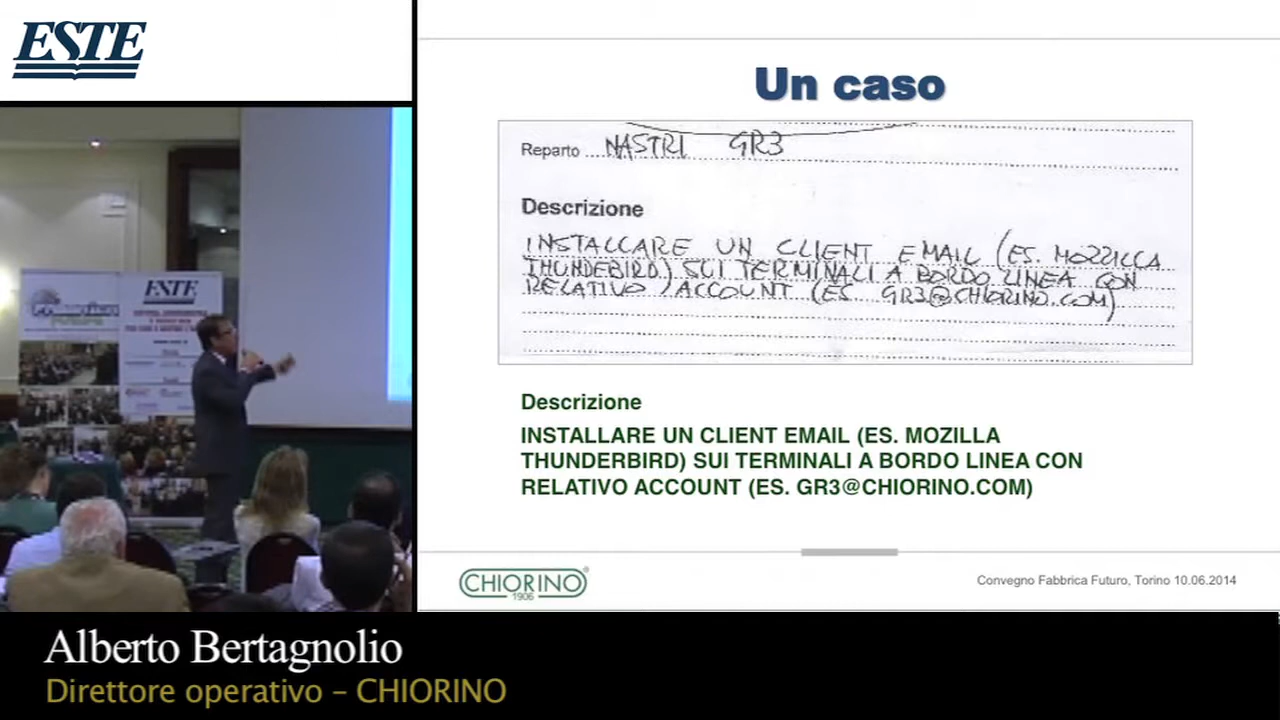 ESTE
Un caso
Reparto NASTRI GR3
Descrizione
INSTALLARE UN CLIENT EMAIL (ES. MOZZILLA
THUNDEBIRD) SUI TERMINALI A BORDO LINEA CON
RELATIVO ACCOUNT (ES GR3@CHIORINO.COM)
Descrizione
INSTALLARE UN CLIENT EMAIL (ES. MOZILLA
THUNDERBIRD) SUI TERMINALI A BORDO LINEA CON
RELATIVO ACCOUNT (ES. GR3@CHIORINO.COM)
CHIORINO®
1906
Convegno Fabbrica Futuro, Torino 10.06.2014
ESTE
Alberto Bertagnolio
Direttore operativo – CHIORINO